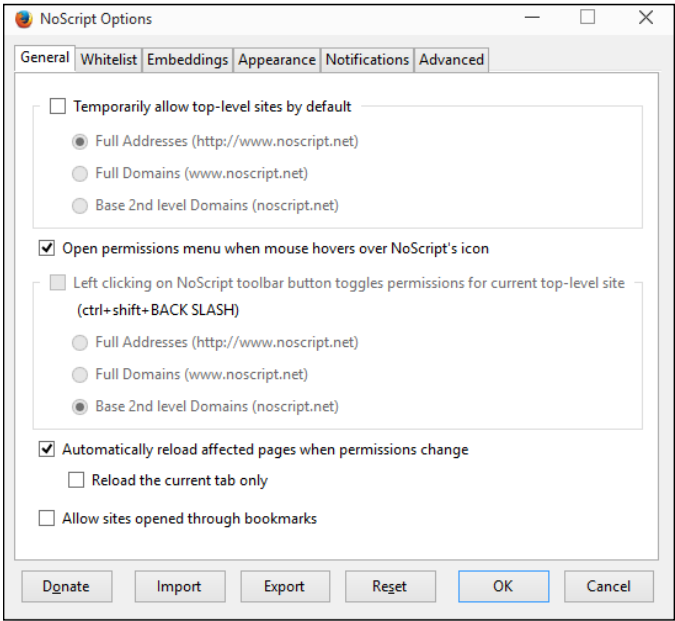 NoScript Options
General Whitelist Embeddings Appearance Notifications Advanced
Temporarily allow top-level sites by default
Full Addresses (http://www.noscript.net)
Full Domains (www.noscript.net)
Base 2nd level Domains (noscript.net)
Open permissions menu when mouse hovers over NoScript's icon
Left clicking on NoScript toolbar button toggles permissions for current top-level site
(ctrl+shift+BACK SLASH)
Full Addresses (http://www.noscript.net)
Full Domains (www.noscript.net)
Base 2nd level Domains (noscript.net)
Automatically reload affected pages when permissions change
Reload the current tab only
Allow sites opened through bookmarks
Donate Import Export Reset OK Cancel